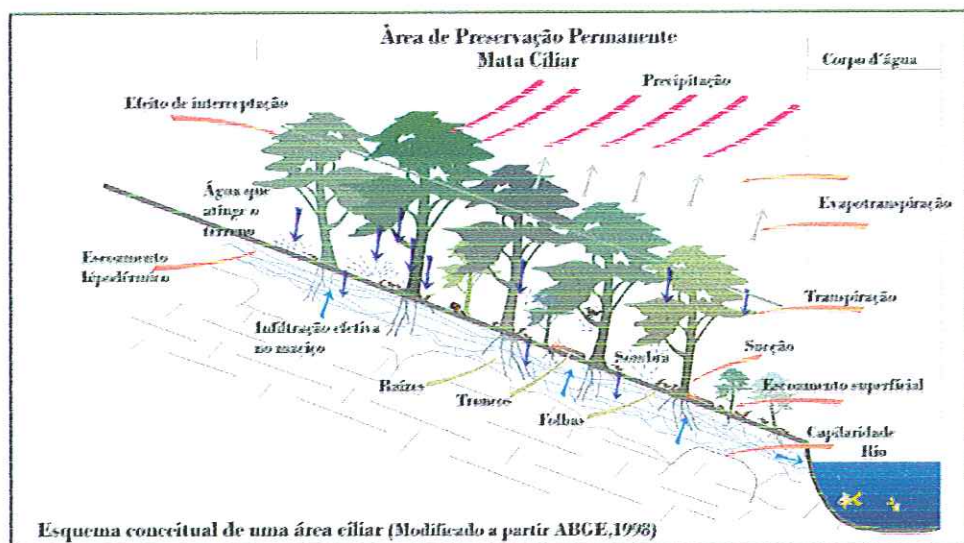 Área de Preservação Permanente
Mata Ciliar
Corpo d'água
Precipitação
Efeito de interceptação
Água que
atinge o
terreno
Evapotranspiração
Escoamento
hipodérmico
Transpiração
Infiltração efetiva
no maciço
Sucção
Sombra
Raízes
Troncos
Escoamento superficial
Folhas
Capilaridade
Rio
Esquema conceitual de uma área ciliar (Modificado a partir ABGE,1998)